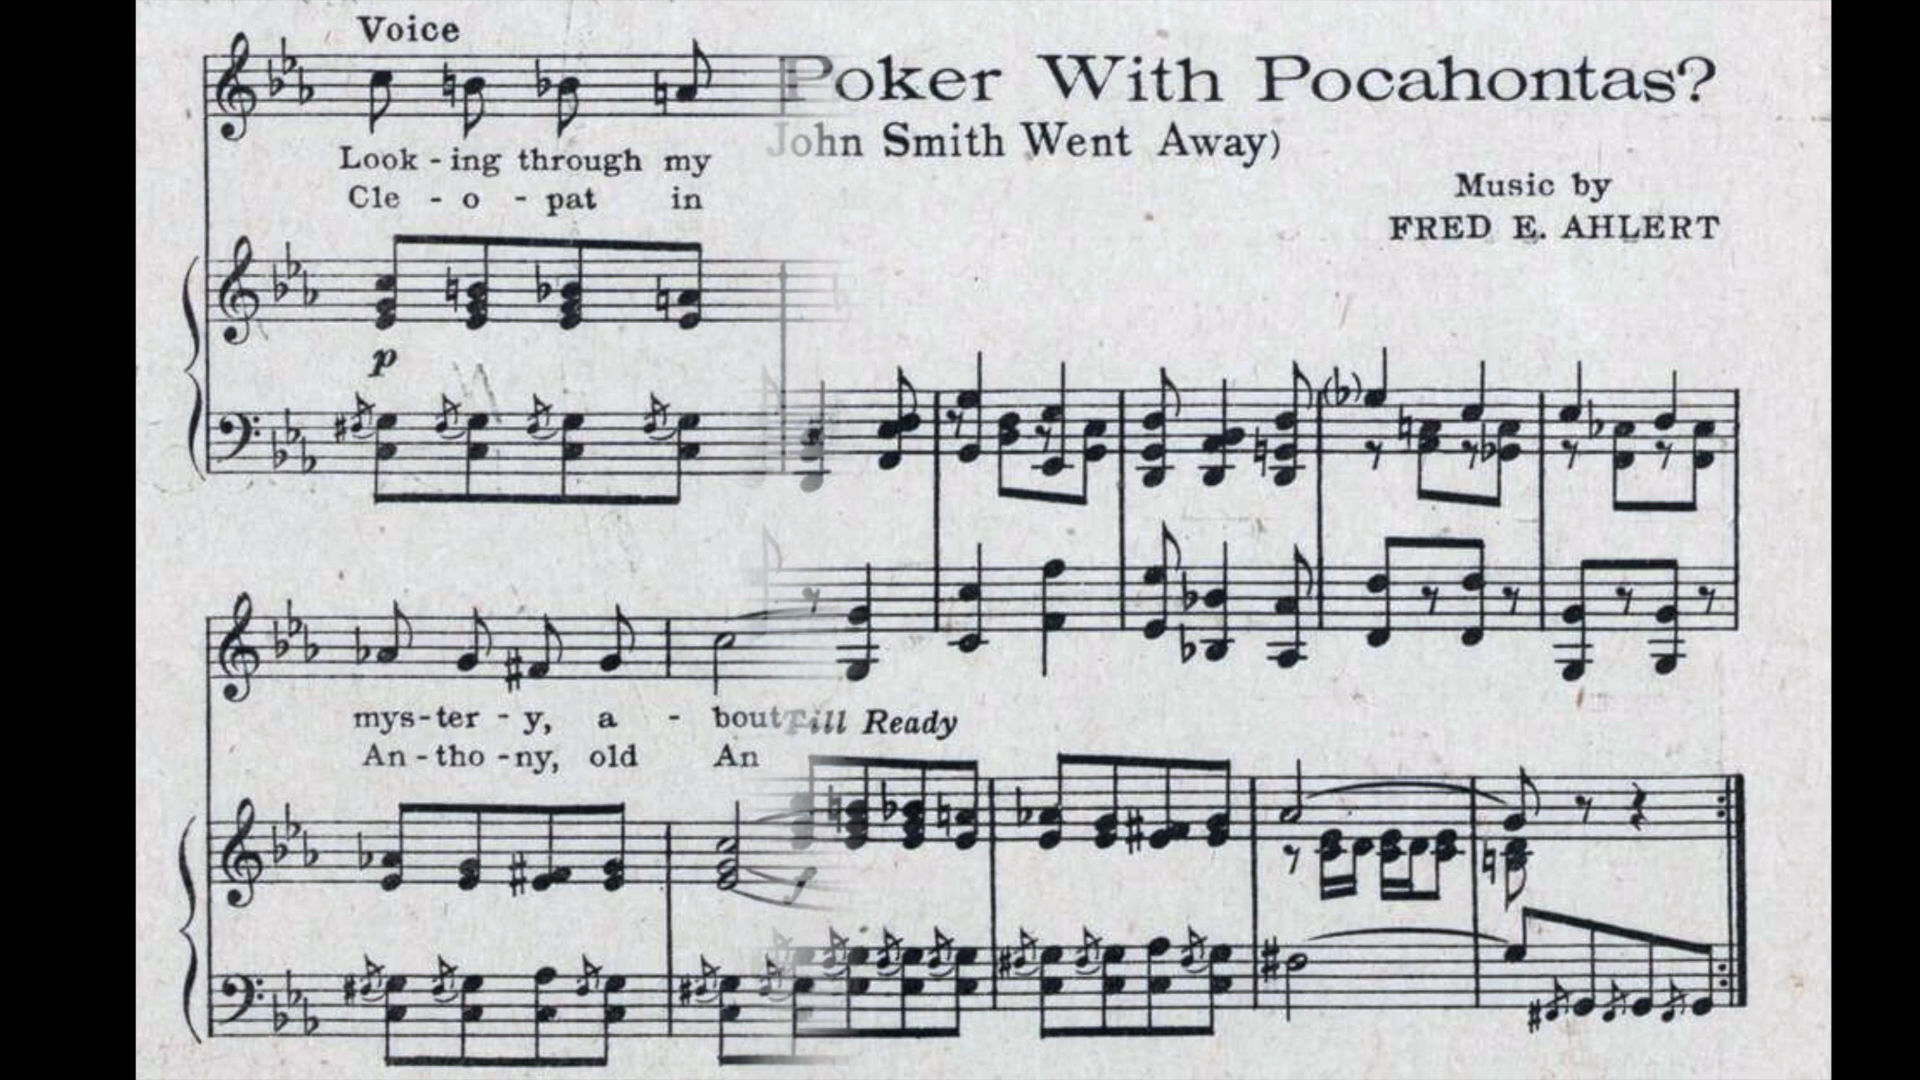 Voice
Poker With Pocahontas?
John Smith Went Away)
Look - ing through my
Cle - o - pat in
Music by
FRED E. AHLERT
p
mys - ter - y, a - bout
An - tho - ny, old An
Till Ready